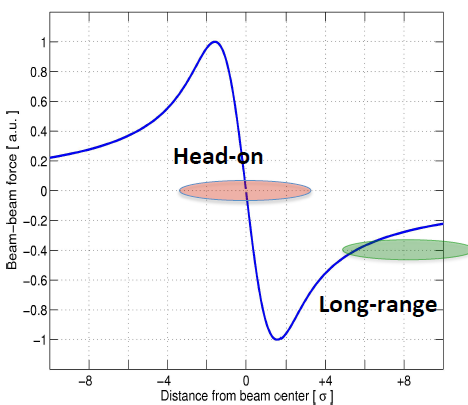 1
0.8
0.6
0.4
Head-on
0.2
0
−0.2
−0.4
−0.6
Long-range
−0.8
−1
−8 −4 0 +4 +8
Distance from beam center [ σ ]
Beam−beam force [ a.u. ]